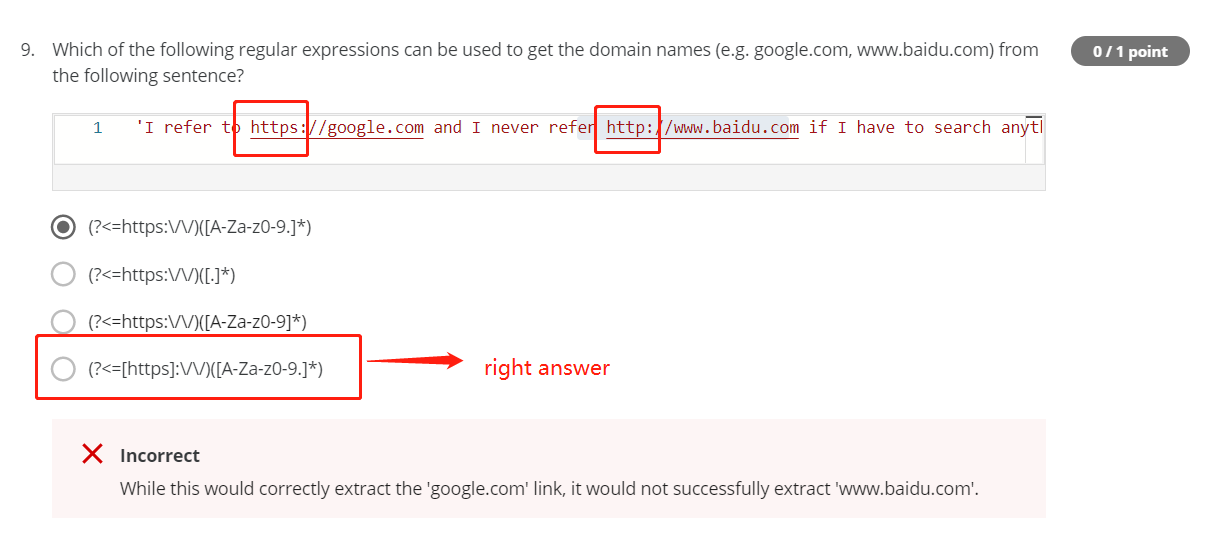 9. Which of the following regular expressions can be used to get the domain names (e.g. google.com, www.baidu.com) from
the following sentence?
0 / 1 point
1 'I refer to https://google.com and I never refer http://www.baidu.com if I have to search
(?<=https:\/\/)([A-Za-z0-9.]*)
(?<=https:\/\/)([.]*)
(?<=https:\/\/)([A-Za-z0-9]*)
(?<=[https]:\/\/)([A-Za-z0-9.]*)
right answer
Incorrect
While this would correctly extract the 'google.com' link, it would not successfully extract 'www.baidu.com'.